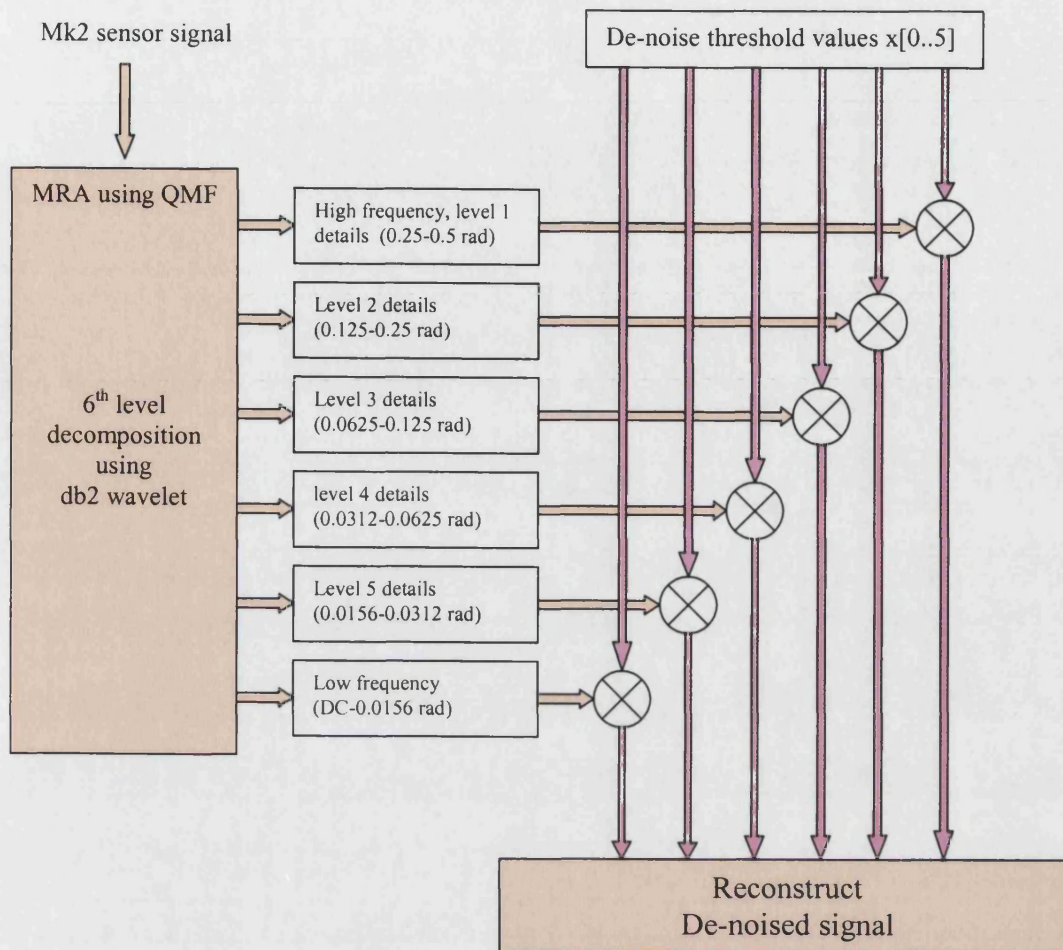 Mk2 sensor signal
De-noise threshold values x[0..5]
MRA using QMF
6th level
decomposition
using
db2 wavelet
High frequency, level 1
details (0.25-0.5 rad)
Level 2 details
(0.125-0.25 rad)
Level 3 details
(0.0625-0.125 rad)
level 4 details
(0.0312-0.0625 rad)
Level 5 details
(0.0156-0.0312 rad)
Low frequency
(DC-0.0156 rad)
Reconstruct
De-noised signal